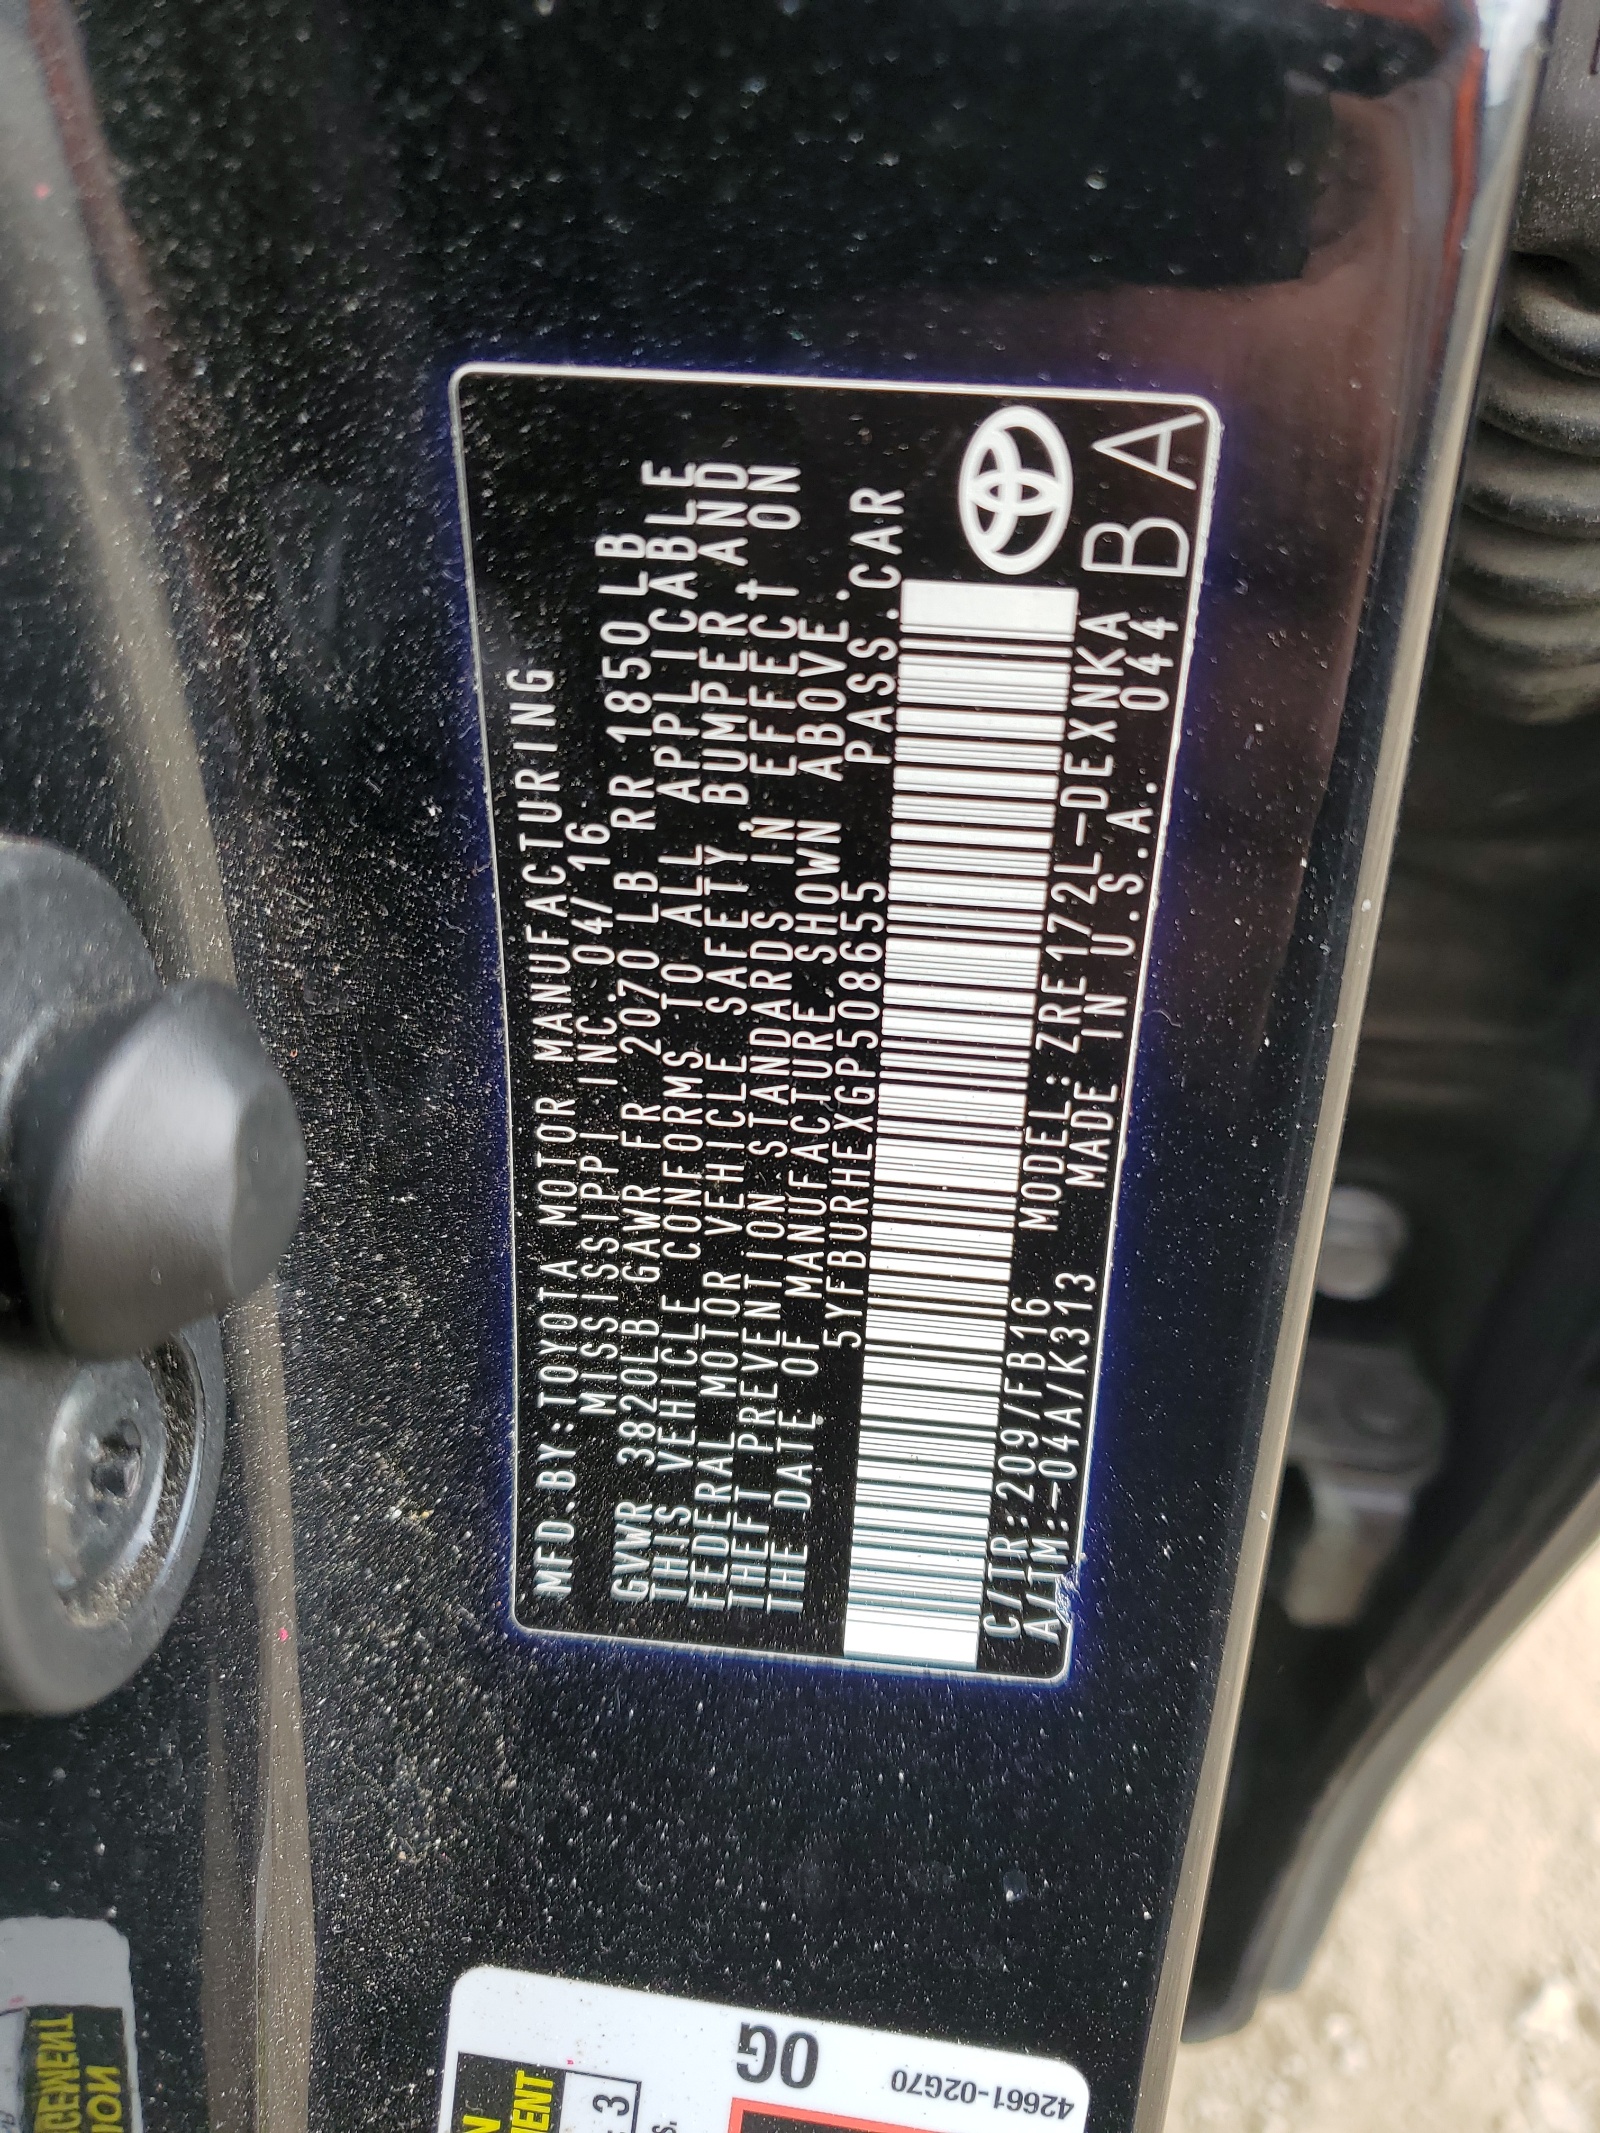 MFD.BY:TOYOTA MOTOR MANUFACTURING
MISSISSIPPI INC. 04/16
GVWR 3820LB GAWR FR 2070LB RR 1850LB
THIS VEHICLE CONFORMS TO ALL APPLICABLE
FEDERAL MOTOR VEHICLE SAFETY, BUMPER, AND
THEFT PREVENTION STANDARDS IN EFFECT ON
THE DATE OF MANUFACTURE SHOWN ABOVE.
5YFBURHEXGP508655 PASS.CAR
C/TR:209/FB16 MODEL:ZRE172L-DEXNKA
A/TM:-04A/K313 MADE IN U.S.A. 044
BA
0G
42661-02G70
3